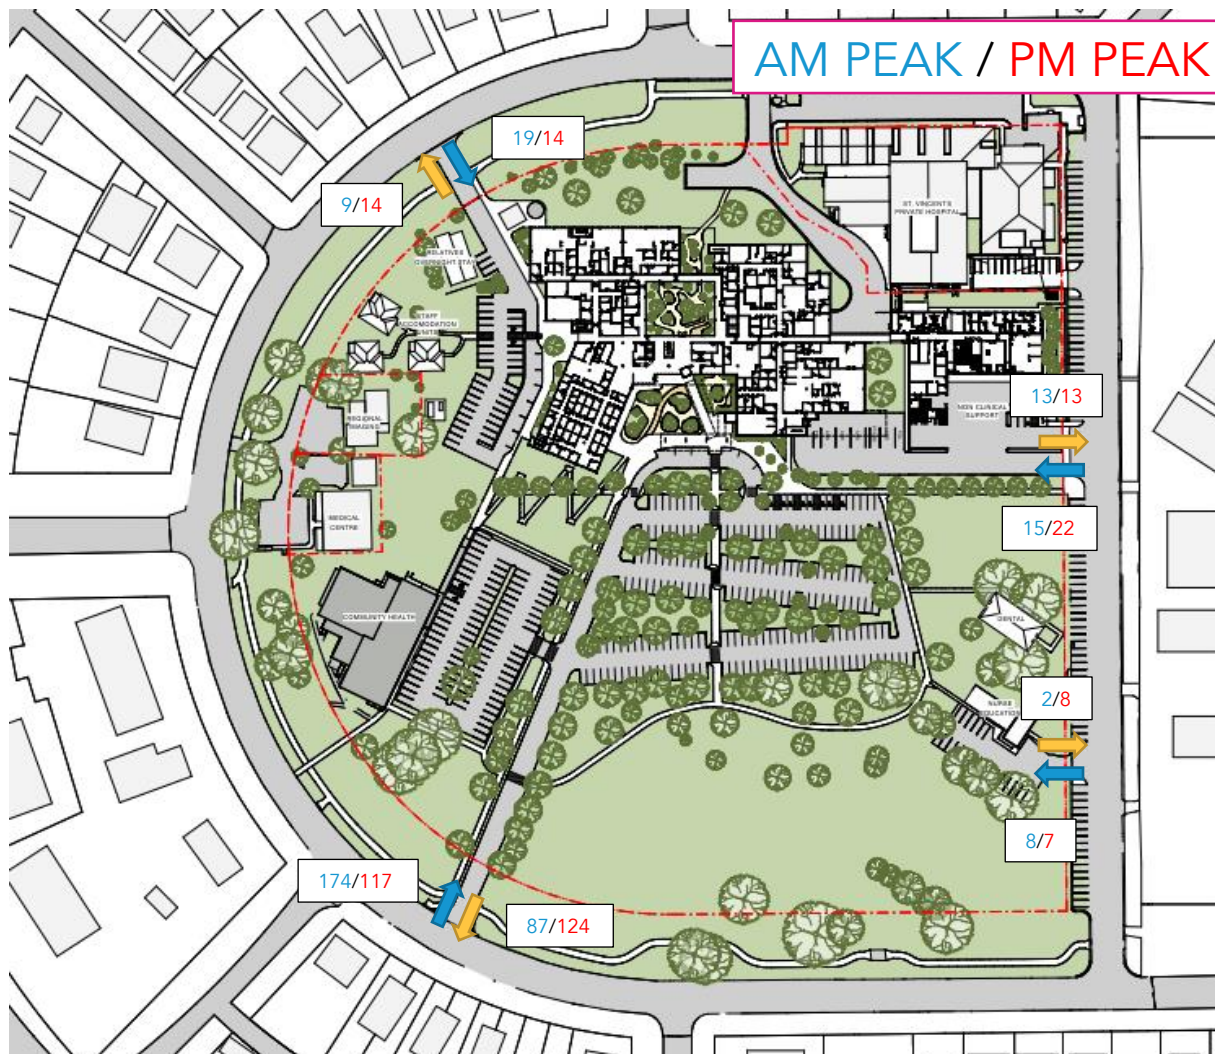 AM PEAK / PM PEAK
19/14
9/14
ST. VINCENTS
PRIVATE HOSPITAL
RELATIVES
OVERNIGHT STAY
STAFF
ACCOMODATION
UNITS
REGIONAL
IMAGING
NON CLINICAL
SUPPORT
13/13
15/22
MEDICAL
CENTRE
COMMUNITY HEALTH
DENTAL
2/8
NURSE
EDUCATION
8/7
174/117
87/124